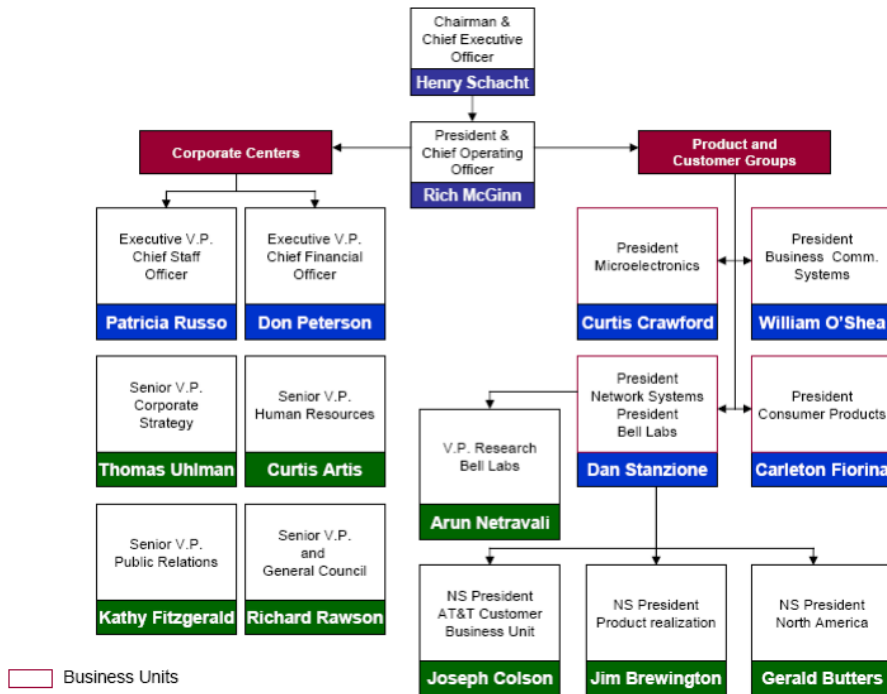 Chairman &
Chief Executive
Officer
Henry Schacht
President &
Chief Operating
Officer
Rich McGinn
Corporate Centers
Product and
Customer Groups
Executive V.P.
Chief Staff
Officer
Patricia Russo
Executive V.P.
Chief Financial
Officer
Don Peterson
President
Microelectronics
Curtis Crawford
President
Business Comm.
Systems
William O'Shea
Senior V.P.
Corporate
Strategy
Thomas Uhlman
Senior V.P.
Human Resources
Curtis Artis
V.P. Research
Bell Labs
Arun Netravali
President
Network Systems
President
Bell Labs
Dan Stanzione
President
Consumer Products
Carleton Fiorina
Senior V.P.
Public Relations
Kathy Fitzgerald
Senior V.P.
and
General Council
Richard Rawson
NS President
AT&T Customer
Business Unit
Joseph Colson
NS President
Product realization
Jim Brewington
NS President
North America
Gerald Butters
Business Units